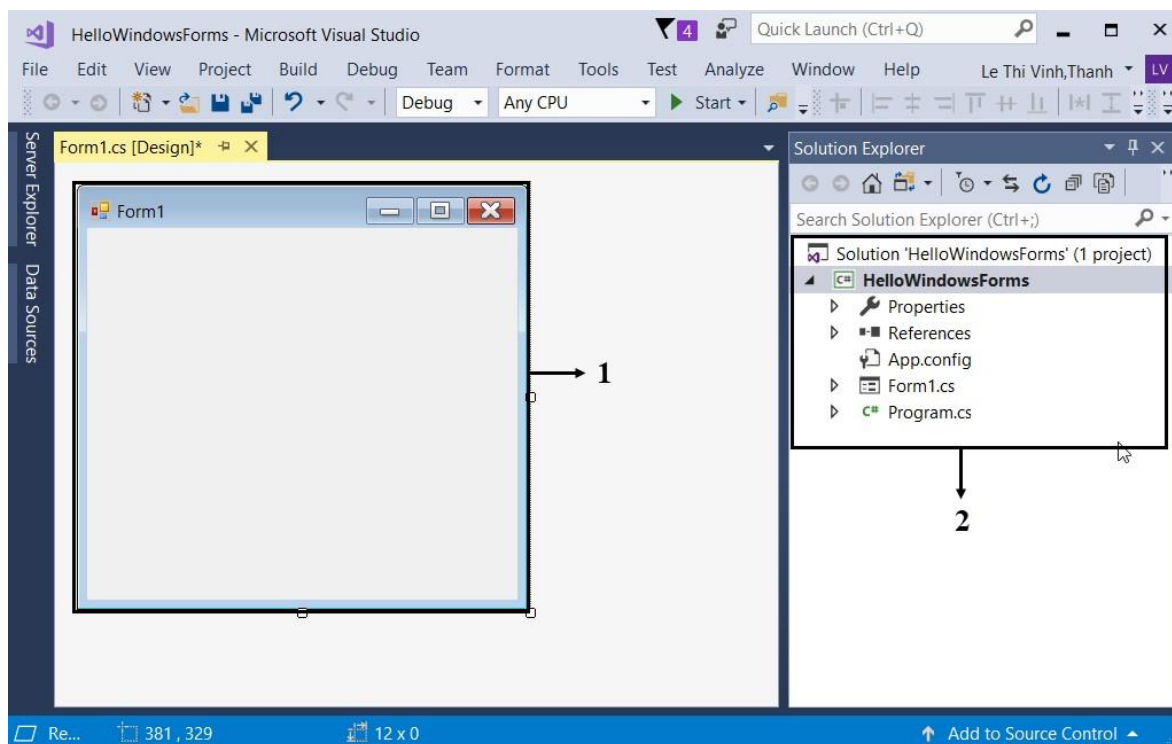 HelloWindowsForms - Microsoft Visual Studio 4 Quick Launch (Ctrl+Q)
File Edit View Project Build Debug Team Format Tools Test Analyze Window Help Le Thi Vinh,Thanh LV
Debug Any CPU Start
Server Explorer
Data Sources
Form1.cs [Design]*
Form1
1
Solution Explorer
Search Solution Explorer (Ctrl+;)
Solution 'HelloWindowsForms' (1 project)
C# HelloWindowsForms
Properties
References
App.config
Form1.cs
C# Program.cs
2
Re... 381 , 329 12 x 0 Add to Source Control